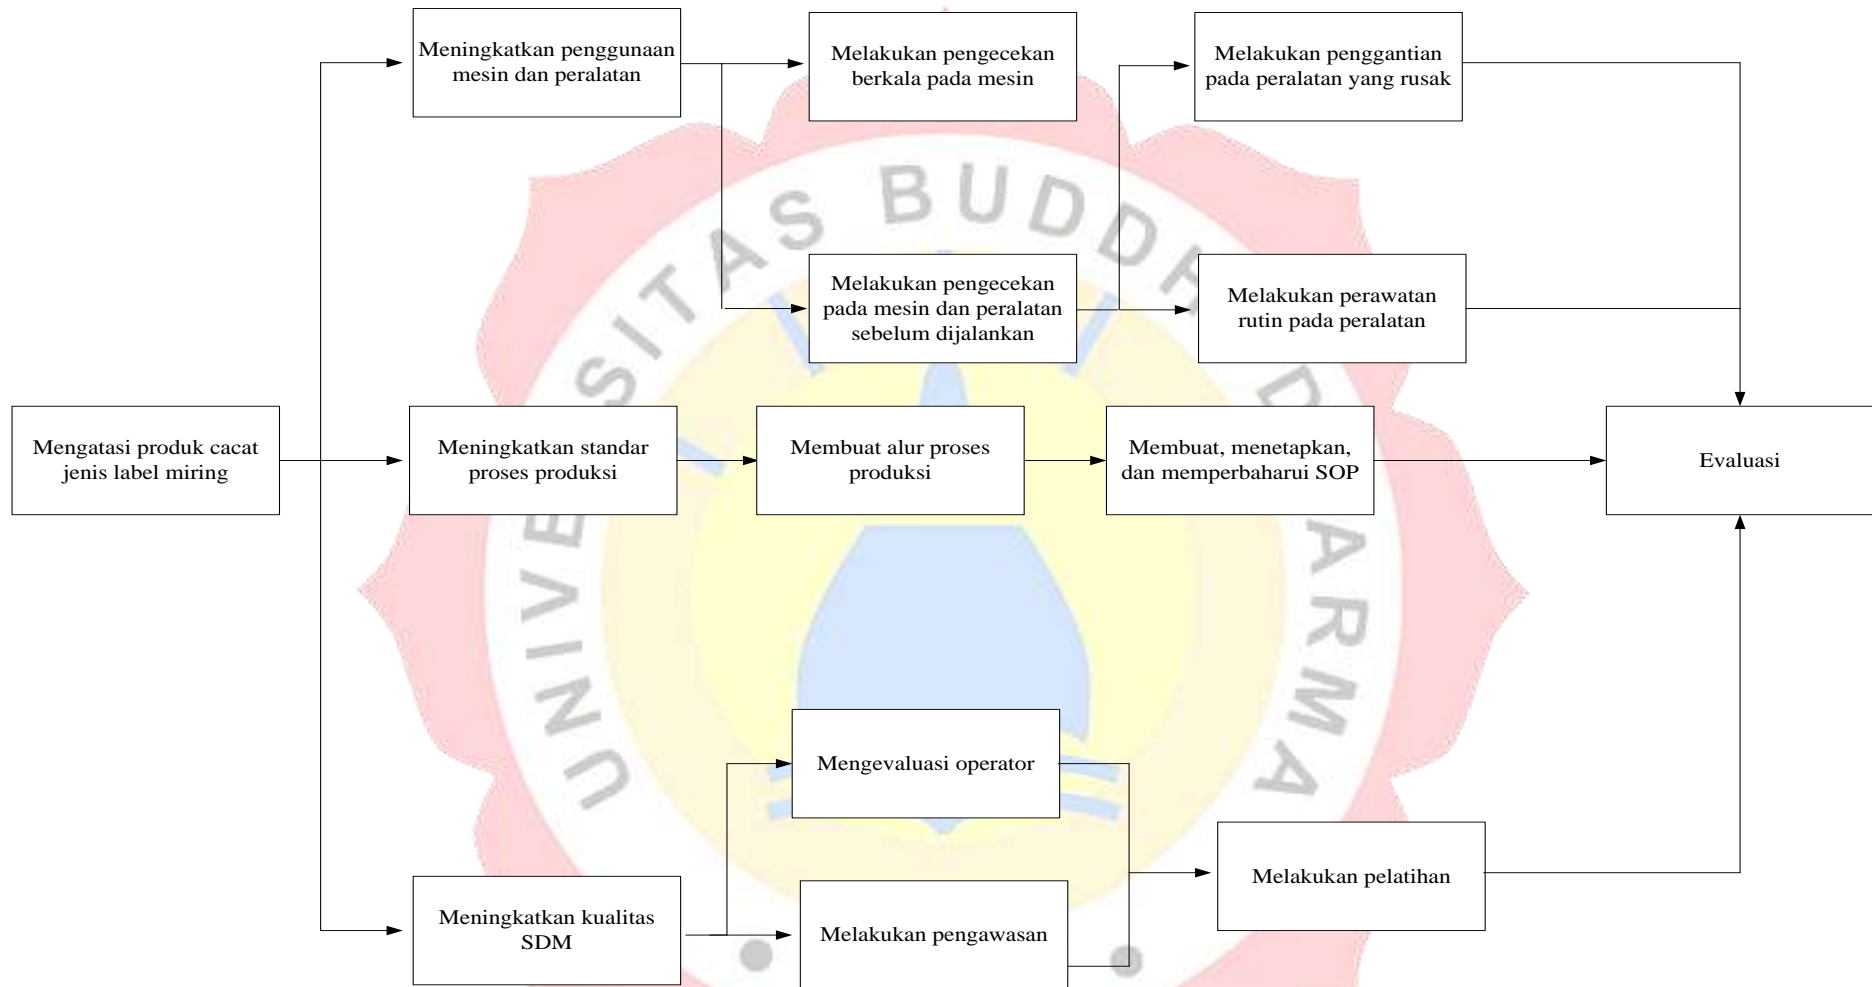 Meningkatkan penggunaan
mesin dan peralatan
Melakukan pengecekan
berkala pada mesin
Melakukan penggantian
pada peralatan yang rusak
Melakukan pengecekan
pada mesin dan peralatan
sebelum dijalankan
Melakukan perawatan
rutin pada peralatan
Mengatasi produk cacat
jenis label miring
Meningkatkan standar
proses produksi
Membuat alur proses
produksi
Membuat, menetapkan,
dan memperbaharui SOP
Evaluasi
Mengevaluasi operator
Melakukan pelatihan
Meningkatkan kualitas
SDM
Melakukan pengawasan
UNIVERSITAS BUDDHI DHARMA